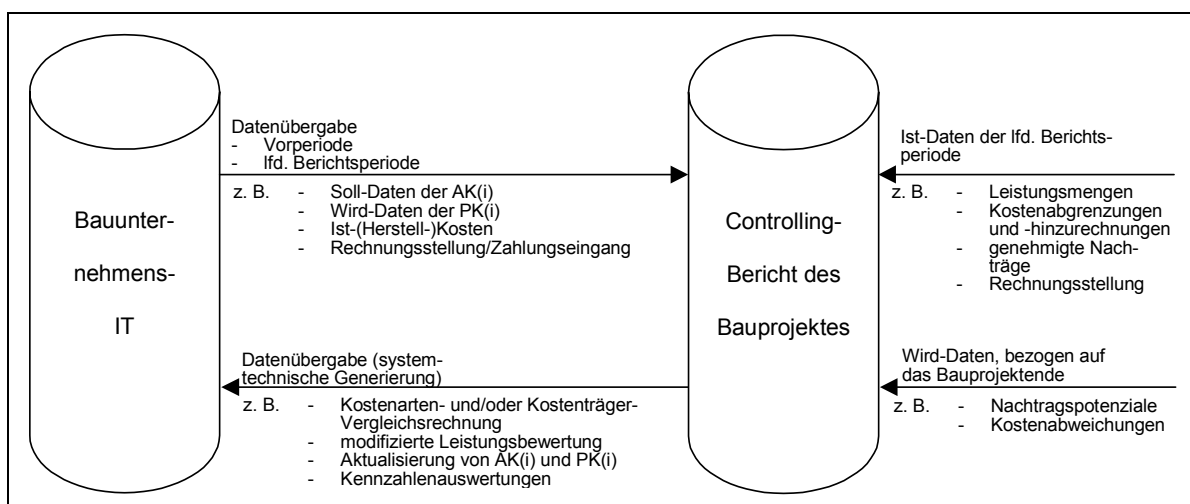 Bauunter-
nehmens-
IT
Datenübergabe
- Vorperiode
- lfd. Berichtsperiode
z. B. - Soll-Daten der AK(i)
- Wird-Daten der PK(i)
- Ist-(Herstell-)Kosten
- Rechnungsstellung/Zahlungseingang
Datenübergabe (system-
technische Generierung)
z. B. - Kostenarten- und/oder Kostenträger-
Vergleichsrechnung
- modifizierte Leistungsbewertung
- Aktualisierung von AK(i) und PK(i)
- Kennzahlenauswertungen
Controlling-
Bericht des
Bauprojektes
Ist-Daten der lfd. Berichts-
periode
z. B. - Leistungsmengen
- Kostenabgrenzungen
und -hinzurechnungen
- genehmigte Nach-
träge
- Rechnungsstellung
Wird-Daten, bezogen auf
das Bauprojektende
z. B. - Nachtragspotenziale
- Kostenabweichungen